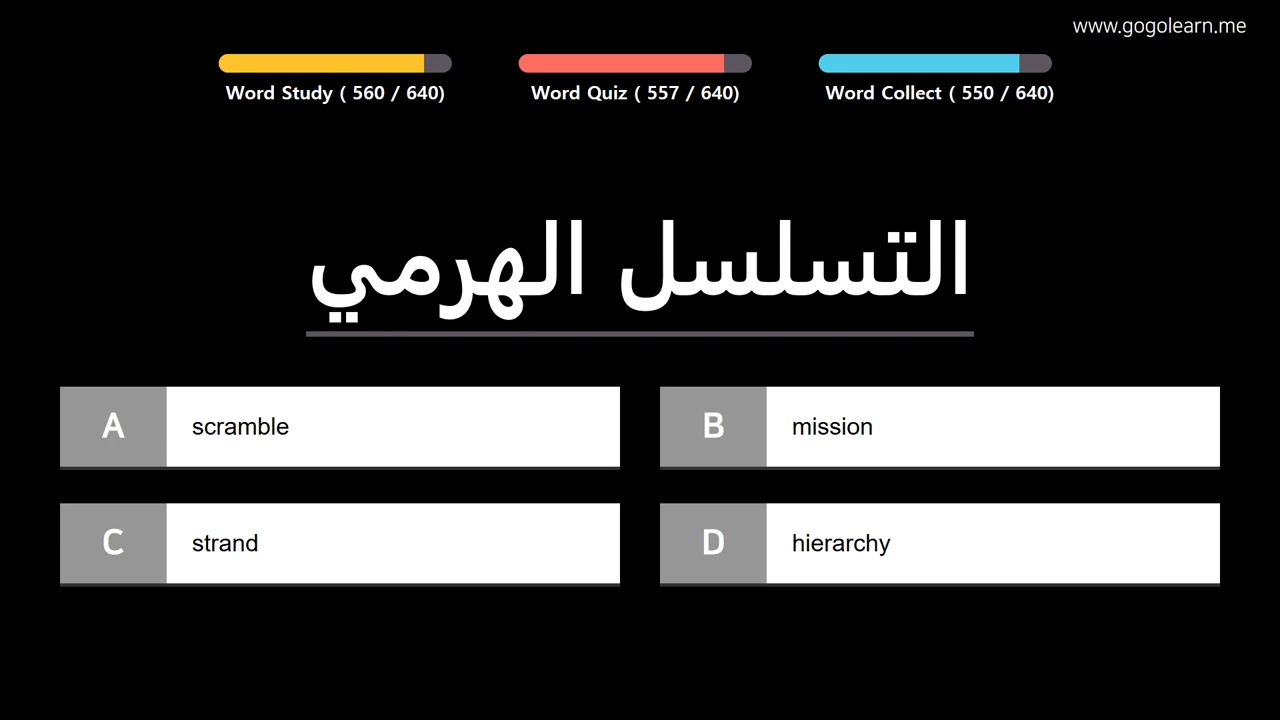 www.gogolearn.me
Word Study ( 560 / 640)
Word Quiz ( 557 / 640)
Word Collect ( 550 / 640)
التسلسل الهرمي
A scramble
B mission
C strand
D hierarchy